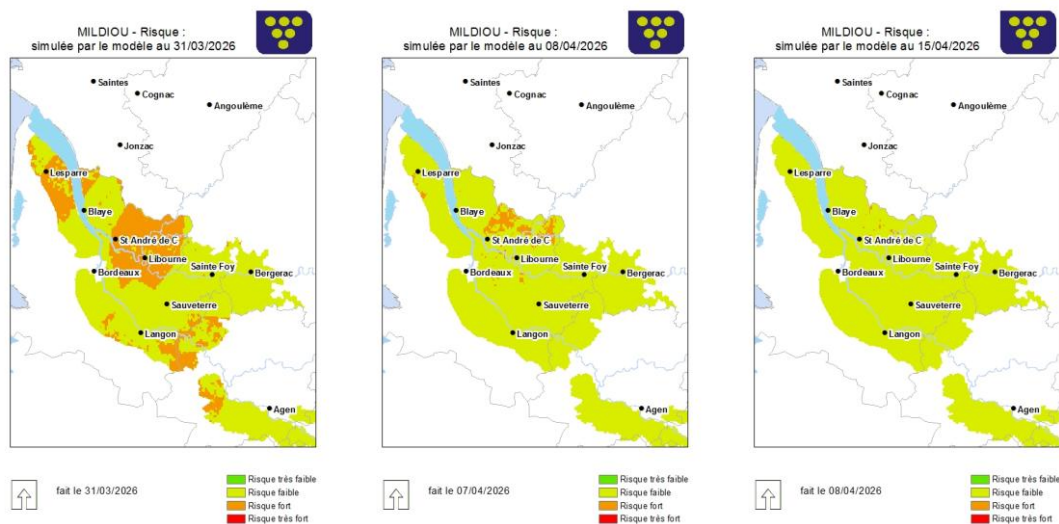 MILDIOU - Risque :
simulée par le modèle au 31/03/2026
Saintes
Cognac
Angoulème
Jonzac
Lesparre
Blaye
St André de C
Libourne
Bordeaux
Sainte Foy
Bergerac
Sauveterre
Langon
Agen
fait le 31/03/2026
Risque très faible
Risque faible
Risque fort
Risque très fort
MILDIOU - Risque :
simulée par le modèle au 08/04/2026
Saintes
Cognac
Angoulème
Jonzac
Lesparre
Blaye
St André de C
Libourne
Bordeaux
Sainte Foy
Bergerac
Sauveterre
Langon
Agen
fait le 07/04/2026
Risque très faible
Risque faible
Risque fort
Risque très fort
MILDIOU - Risque :
simulée par le modèle au 15/04/2026
Saintes
Cognac
Angoulème
Jonzac
Lesparre
Blaye
St André de C
Libourne
Bordeaux
Sainte Foy
Bergerac
Sauveterre
Langon
Agen
fait le 08/04/2026
Risque très faible
Risque faible
Risque fort
Risque très fort